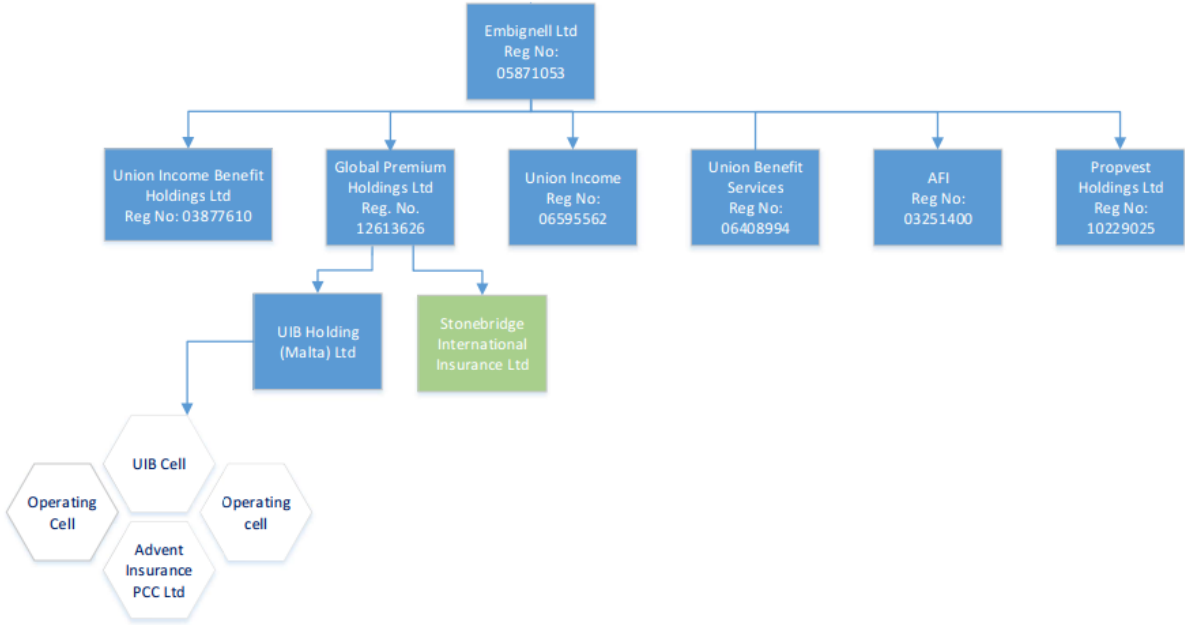 Embignell Ltd
Reg No:
05871053
Union Income Benefit
Holdings Ltd
Reg No: 03877610
Global Premium
Holdings Ltd
Reg. No.
12613626
Union Income
Reg No:
06595562
Union Benefit
Services
Reg No:
06408994
AFI
Reg No:
03251400
Propvest
Holdings Ltd
Reg No:
10229025
UIB Holding
(Malta) Ltd
Stonebridge
International
Insurance Ltd
UIB Cell
Operating
Cell
Operating
cell
Advent
Insurance
PCC Ltd